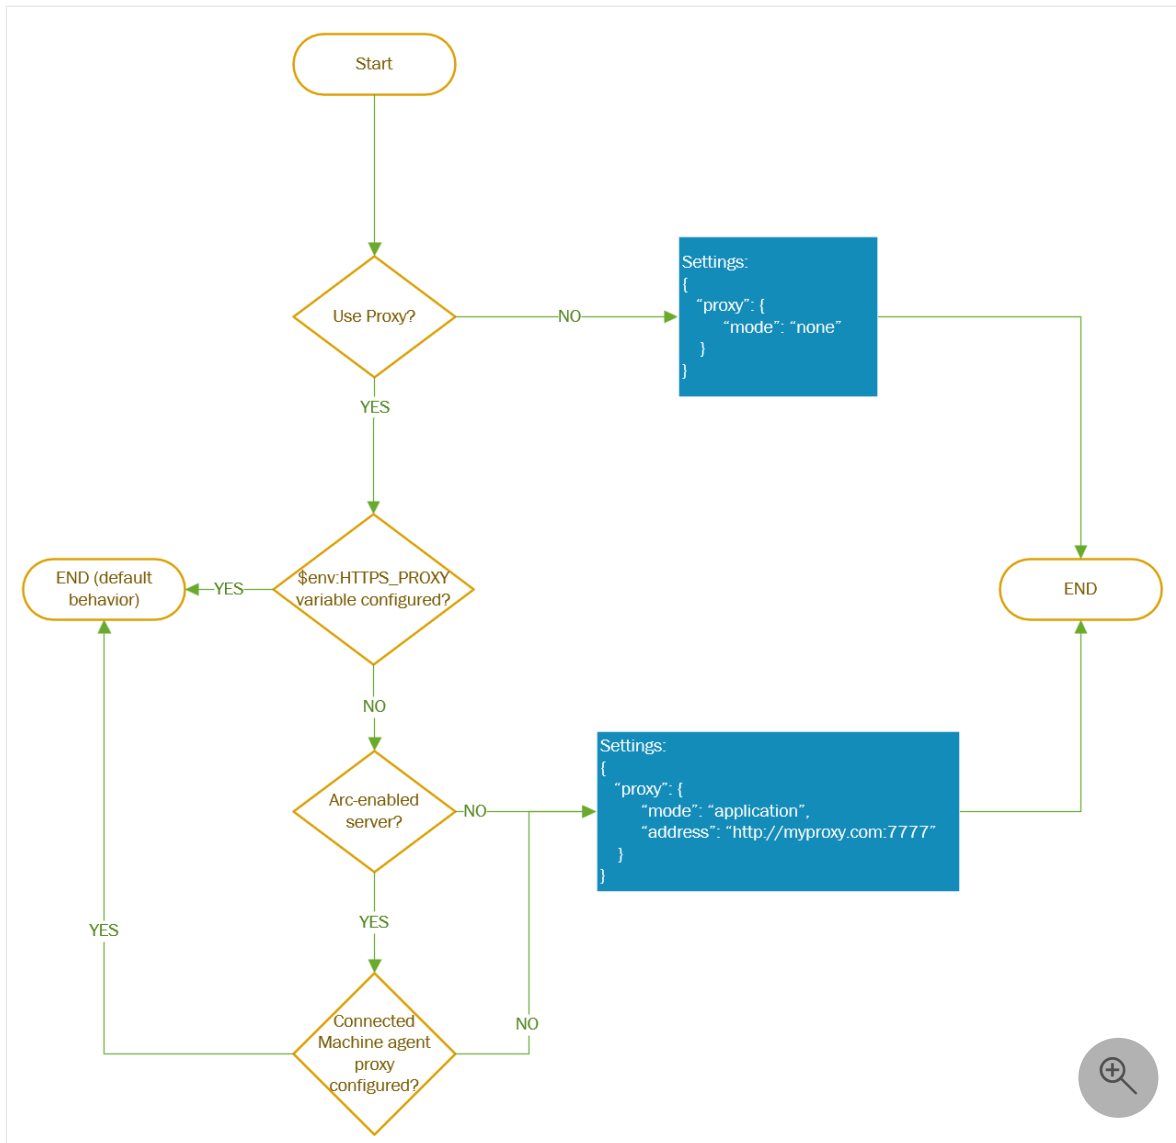 Start
Use Proxy?
NO
Settings:
{
“proxy”: {
“mode”: “none”
}
}
YES
END (default
behavior)
YES
$env:HTTPS_PROXY
variable configured?
END
NO
Settings:
{
“proxy”: {
“mode”: “application”,
“address”: “http://myproxy.com:7777”
}
}
Arc-enabled
server?
NO
YES
YES
Connected
Machine agent
proxy
configured?
NO